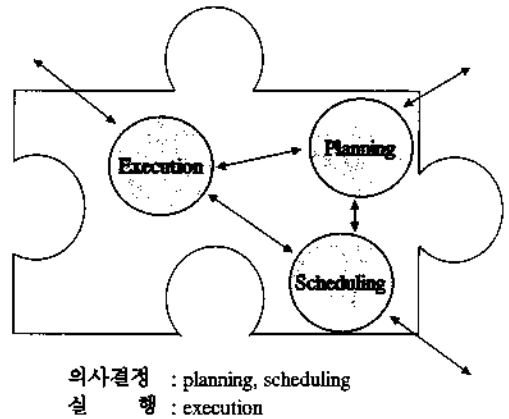 Execution
Planning
Scheduling
의사결정 : planning, scheduling
실 행 : execution